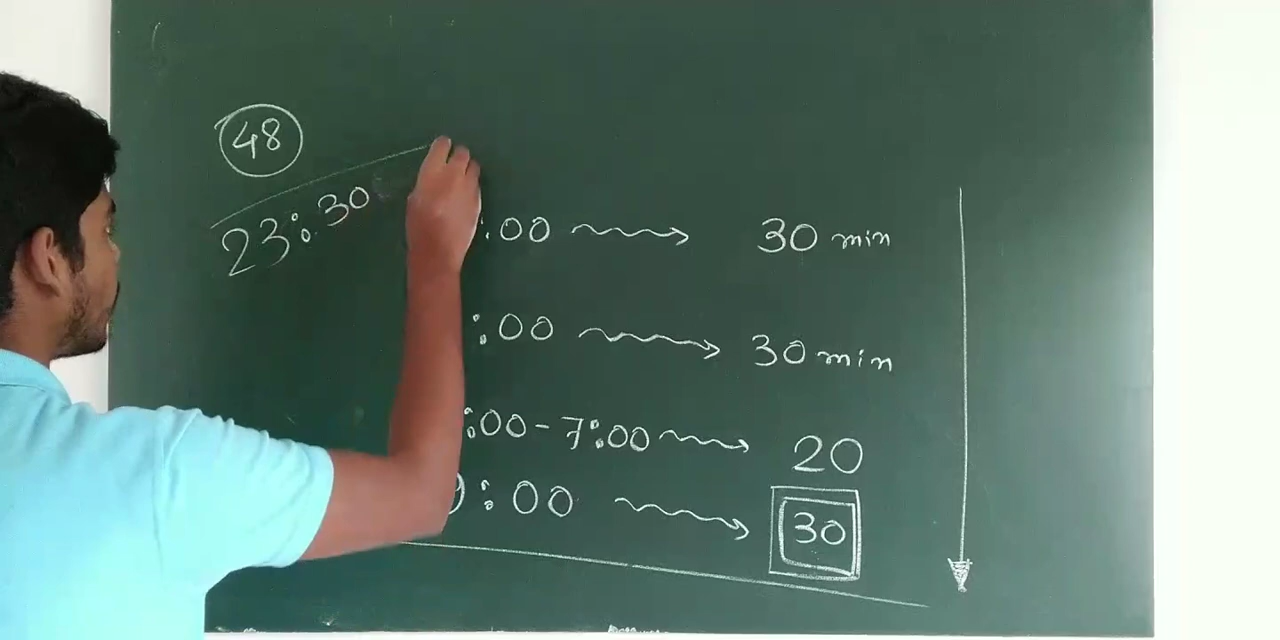 48
23:30
:00 30 min
:00 30 min
:00-7:00 20
:00 30